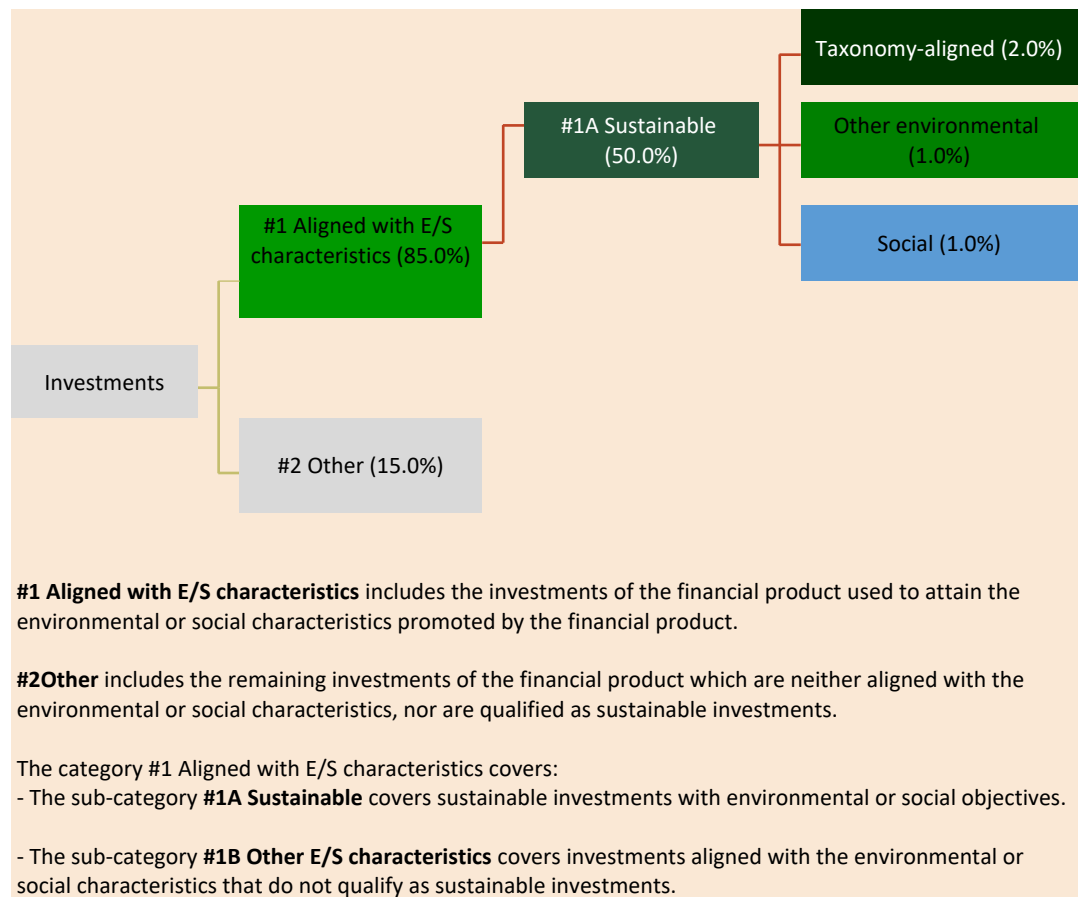 Taxonomy-aligned (2.0%)
#1A Sustainable
(50.0%)
Other environmental
(1.0%)
#1 Aligned with E/S
characteristics (85.0%)
Social (1.0%)
Investments
#2 Other (15.0%)
#1 Aligned with E/S characteristics includes the investments of the financial product used to attain the
environmental or social characteristics promoted by the financial product.
#2Other includes the remaining investments of the financial product which are neither aligned with the
environmental or social characteristics, nor are qualified as sustainable investments.
The category #1 Aligned with E/S characteristics covers:
- The sub-category #1A Sustainable covers sustainable investments with environmental or social objectives.
- The sub-category #1B Other E/S characteristics covers investments aligned with the environmental or
social characteristics that do not qualify as sustainable investments.